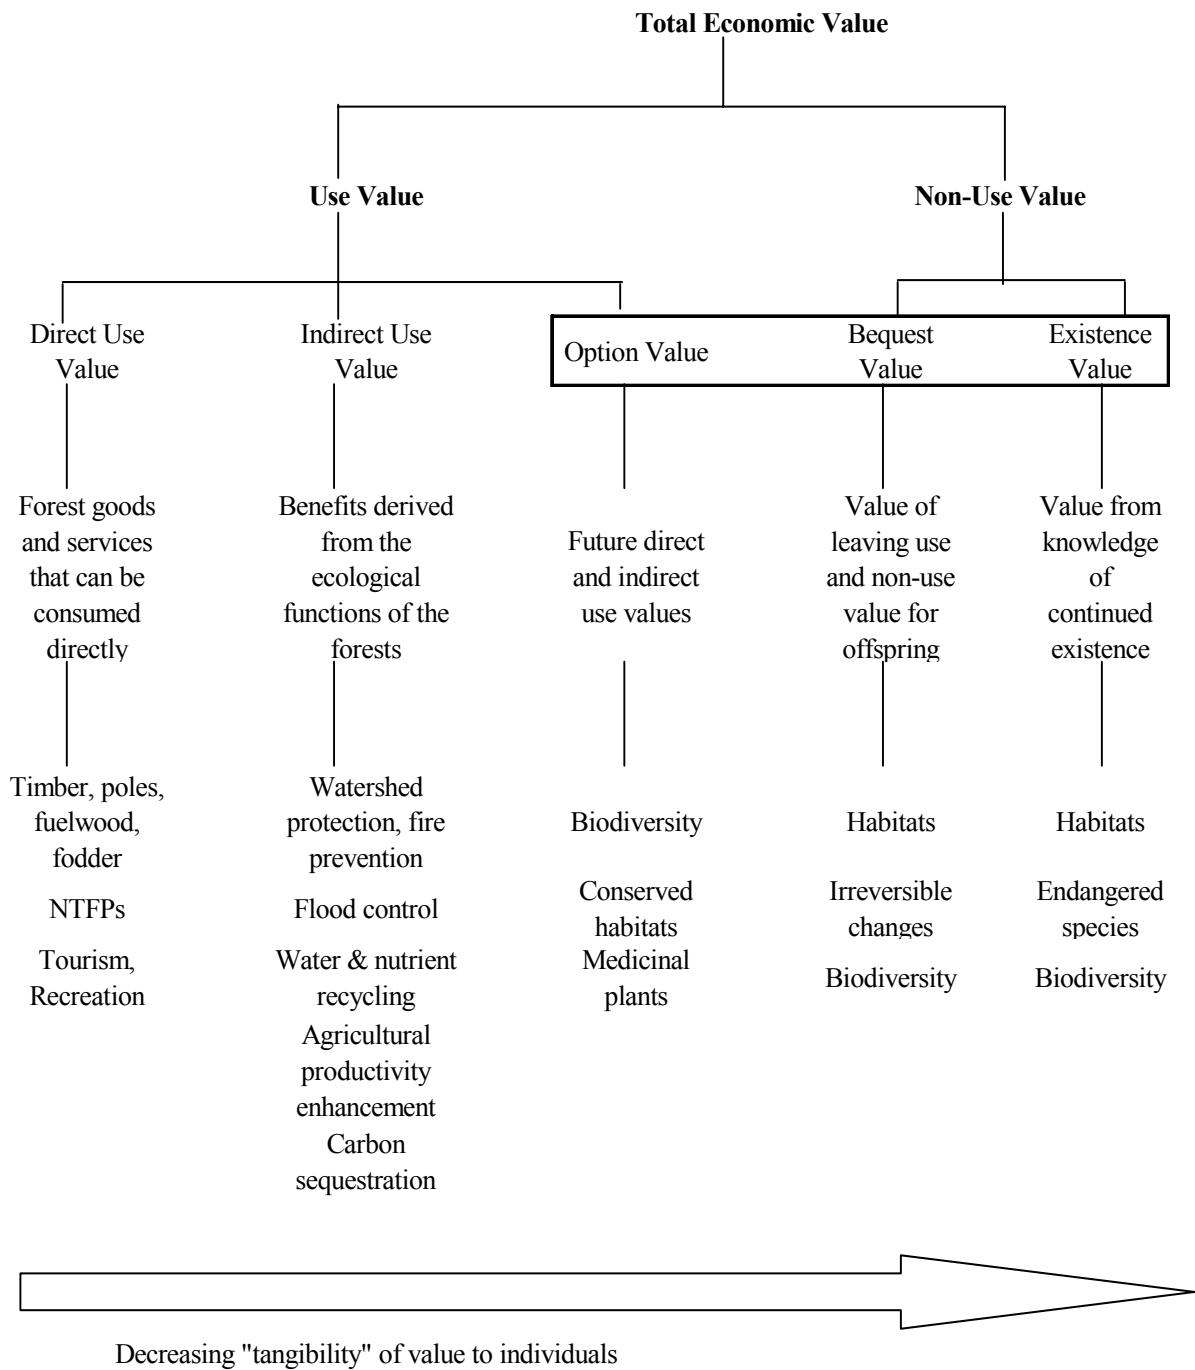 Total Economic Value
Use Value
Non-Use Value
Direct Use
Value
Indirect Use
Value
Option Value
Bequest
Value
Existence
Value
Forest goods
and services
that can be
consumed
directly
Benefits derived
from the
ecological
functions of the
forests
Future direct
and indirect
use values
Value of
leaving use
and non-use
value for
offspring
Value from
knowledge
of
continued
existence
Timber, poles,
fuelwood,
fodder
NTFPs
Tourism,
Recreation
Watershed
protection, fire
prevention
Flood control
Water & nutrient
recycling
Agricultural
productivity
enhancement
Carbon
sequestration
Biodiversity
Conserved
habitats
Medicinal
plants
Habitats
Irreversible
changes
Biodiversity
Habitats
Endangered
species
Biodiversity
Decreasing "tangibility" of value to individuals